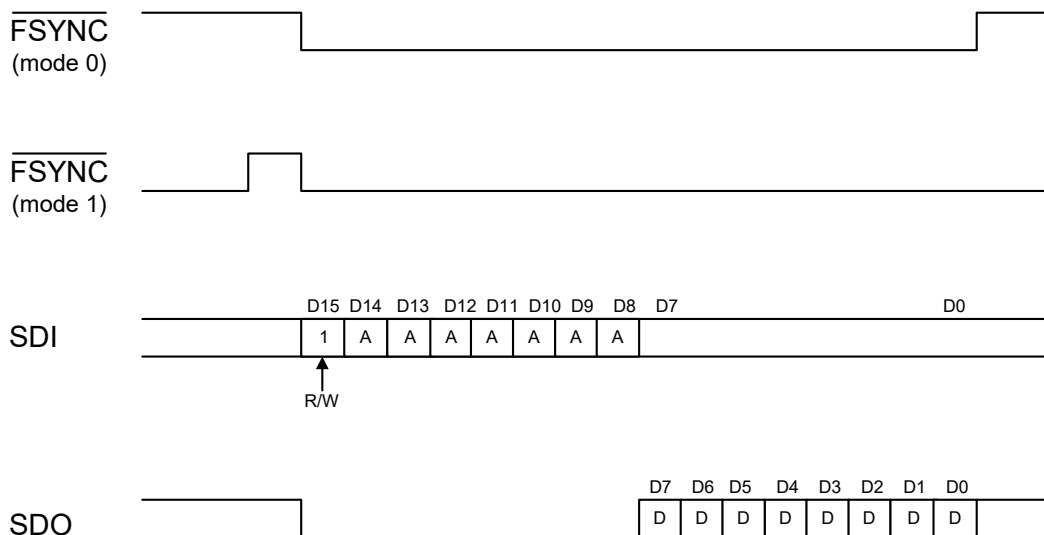 FSYNC
(mode 0)
FSYNC
(mode 1)
D15 D14 D13 D12 D11 D10 D9 D8 D7 D0
SDI 1 A A A A A A A
R/W
D7 D6 D5 D4 D3 D2 D1 D0
SDO D D D D D D D D